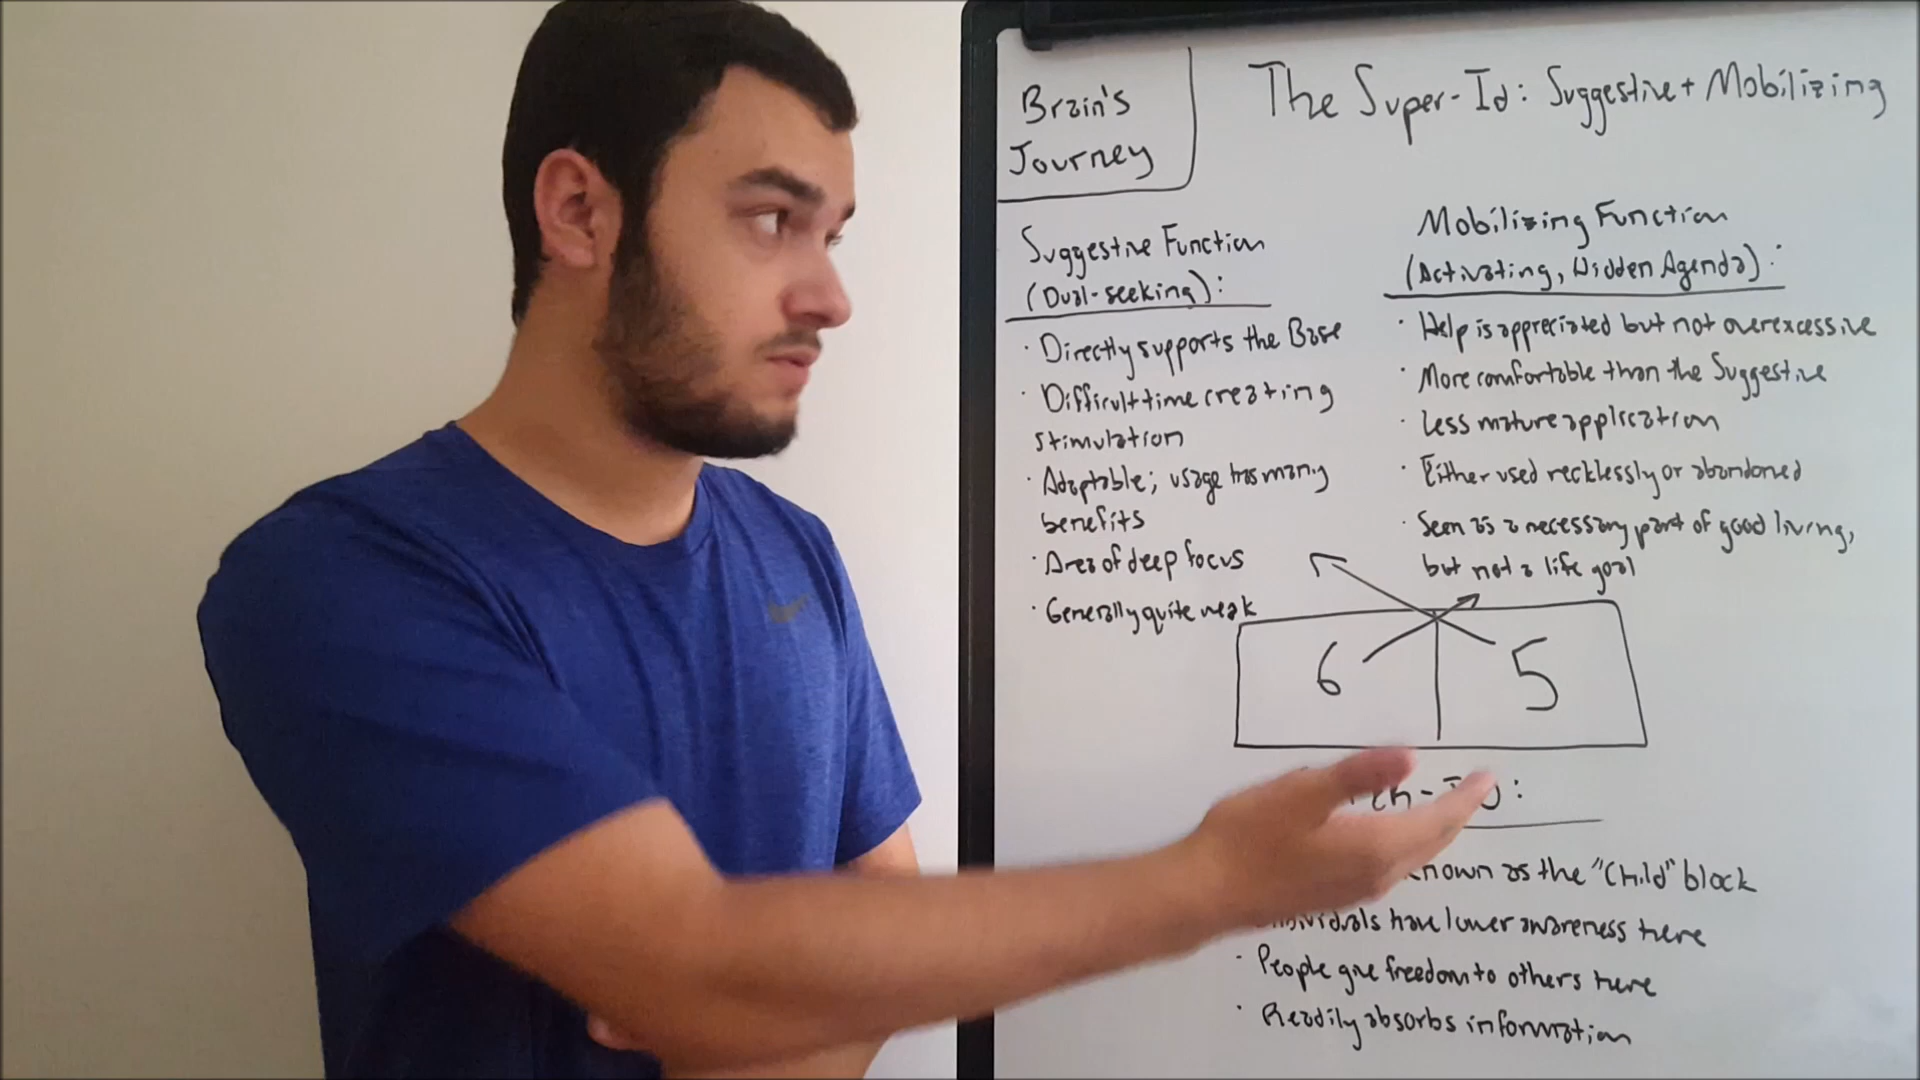 Brain's
Journey
The Super-Id: Suggestive + Mobilizing
Suggestive Function
(Dual-seeking):
· Directly supports the Base
· Difficult time creating
stimulation
· Adaptable; usage has many
benefits
· Area of deep focus
· Generally quite weak
Mobilizing Function
(Activating, Hidden Agenda):
· Help is appreciated but not overexcessive
· More comfortable than the Suggestive
· Less mature application
· Either used recklessly or abandoned
· Seen as a necessary part of good living,
but not a life goal
6 5
known as the "Child" block
have lower awareness here
· People give freedom to others here
· Readily absorbs information